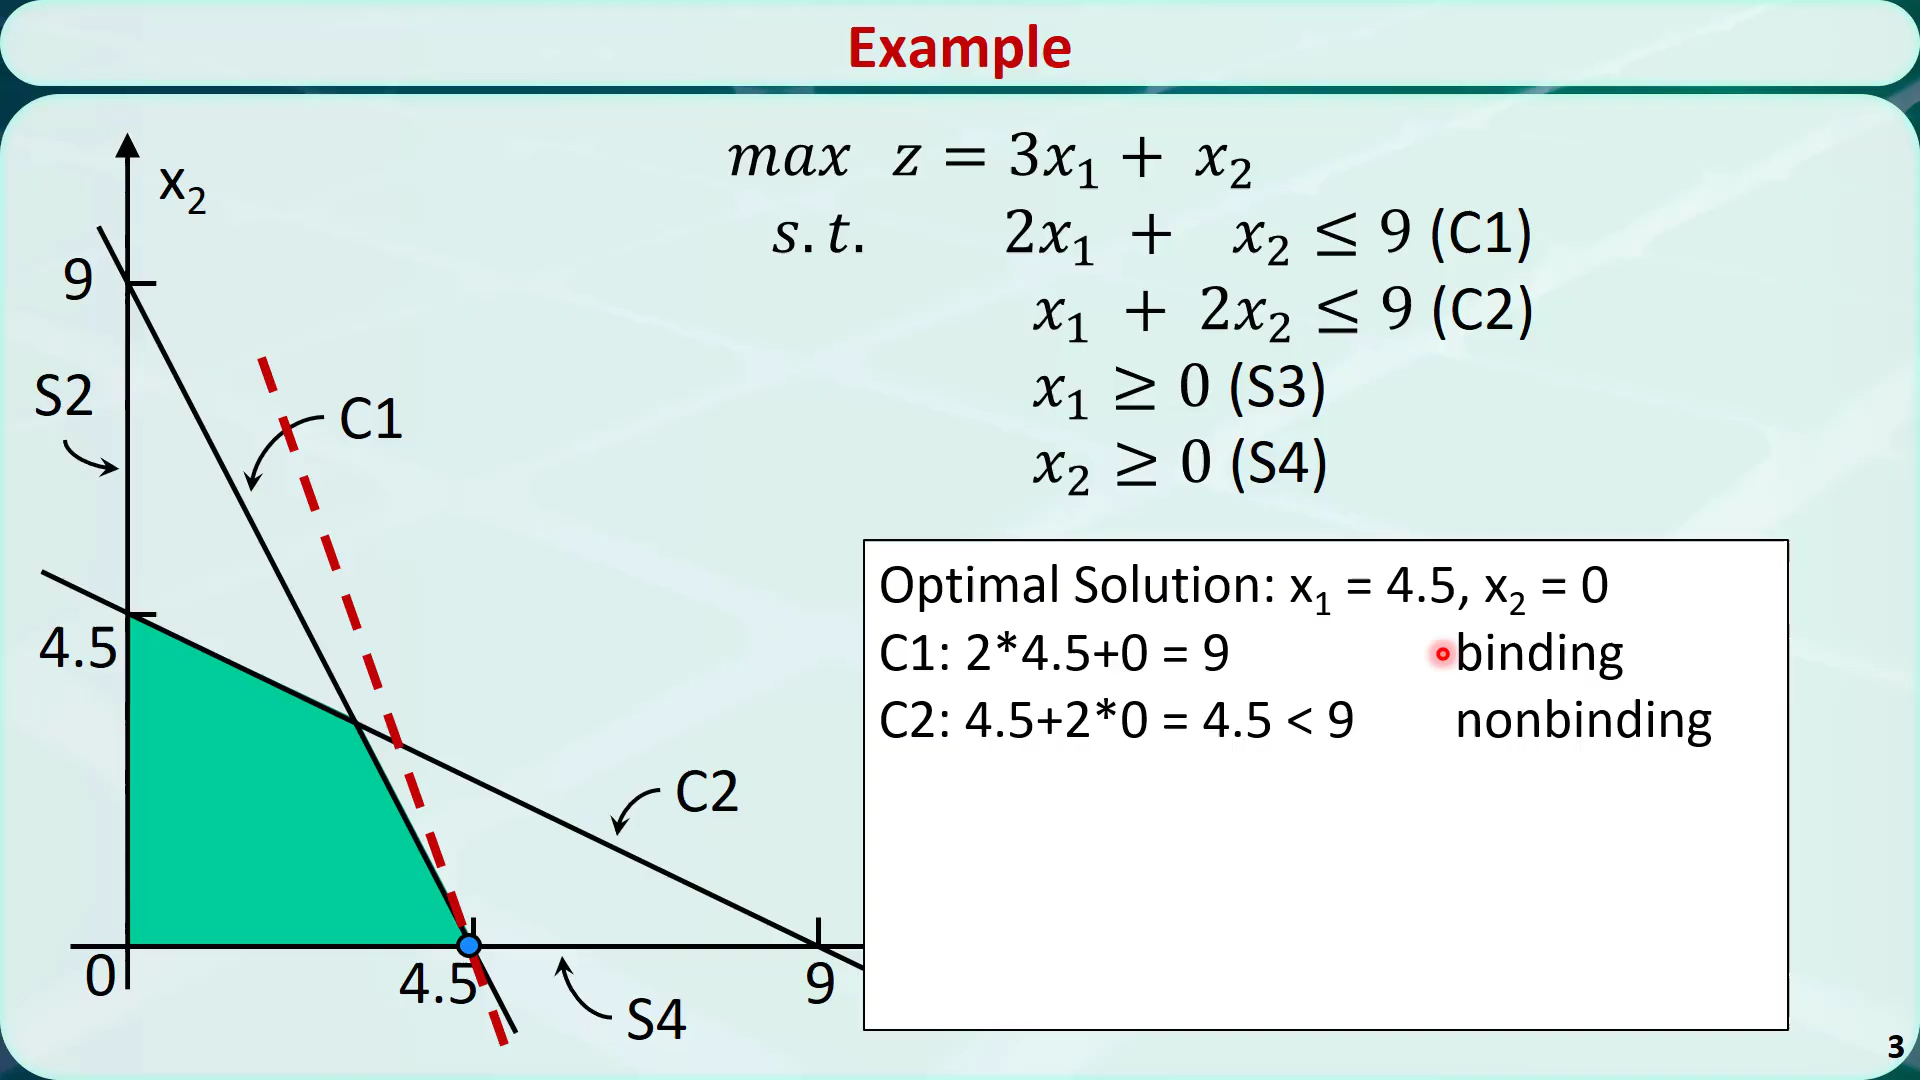 Example
max z = 3x₁ + x₂
s.t. 2x₁ + x₂ ≤ 9 (C1)
x₁ + 2x₂ ≤ 9 (C2)
x₁ ≥ 0 (S3)
x₂ ≥ 0 (S4)
x₂
9
S2
C1
4.5
C2
0
4.5
9
S4
Optimal Solution: x₁ = 4.5, x₂ = 0
C1: 2*4.5+0 = 9 binding
C2: 4.5+2*0 = 4.5 < 9 nonbinding
3